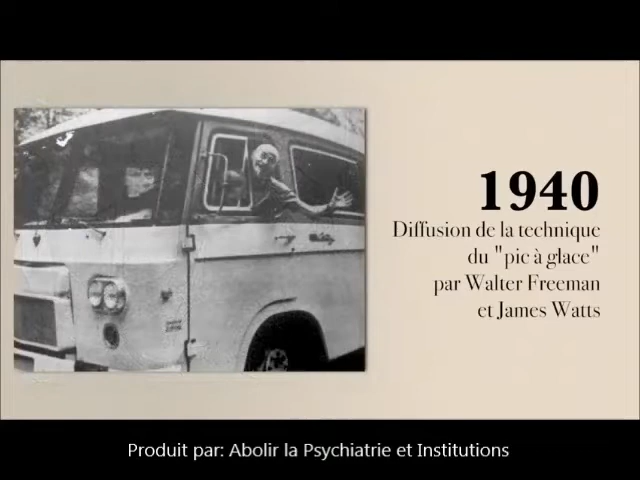 1940
Diffusion de la technique
du "pic à glace"
par Walter Freeman
et James Watts
Produit par: Abolir la Psychiatrie et Institutions